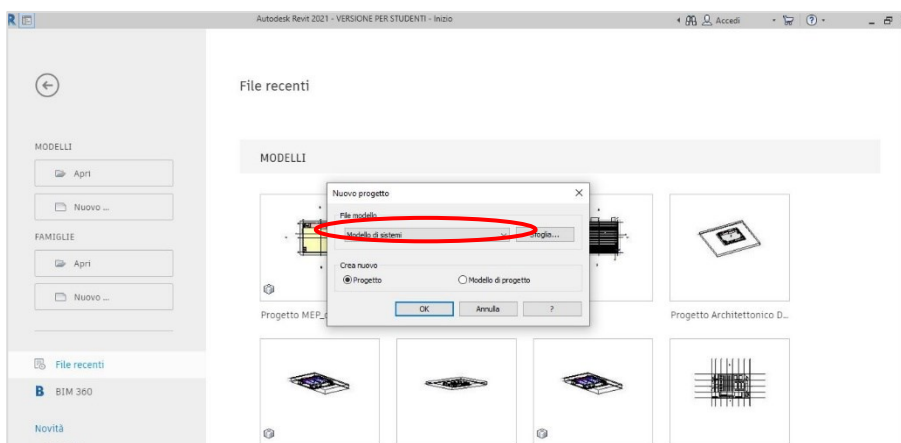 Autodesk Revit 2021 - VERSIONE PER STUDENTI - Inizio
Accedi
File recenti
MODELLI
Apri
Nuovo ...
FAMIGLIE
Apri
Nuovo ...
File recenti
BIM 360
Novità
MODELLI
Nuovo progetto
File modello
Modello di sistemi
Crea nuovo
Progetto
Modello di progetto
OK
Annulla
?
Progetto MEP_
Progetto Architettonico D...